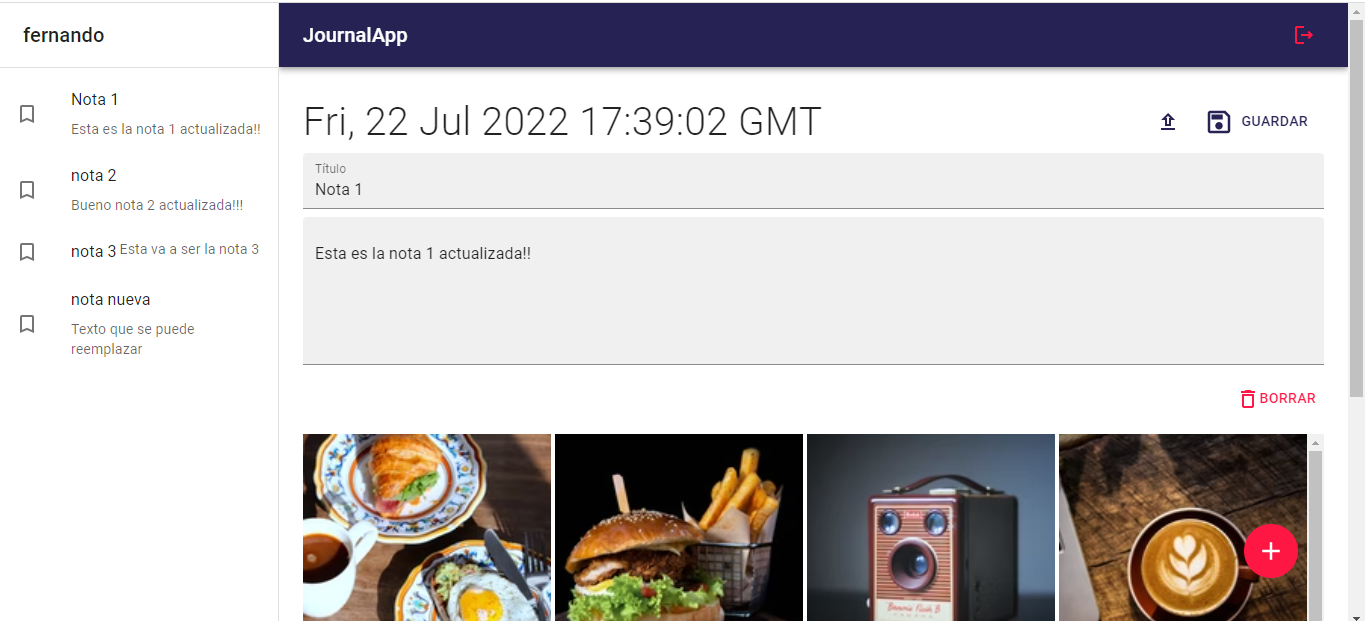 fernando
JournalApp
Nota 1
Esta es la nota 1 actualizada!!
nota 2
Bueno nota 2 actualizada!!!
nota 3 Esta va a ser la nota 3
nota nueva
Texto que se puede
reemplazar
Fri, 22 Jul 2022 17:39:02 GMT
GUARDAR
Título
Nota 1
Esta es la nota 1 actualizada!!
BORRAR
Brownie Flash B